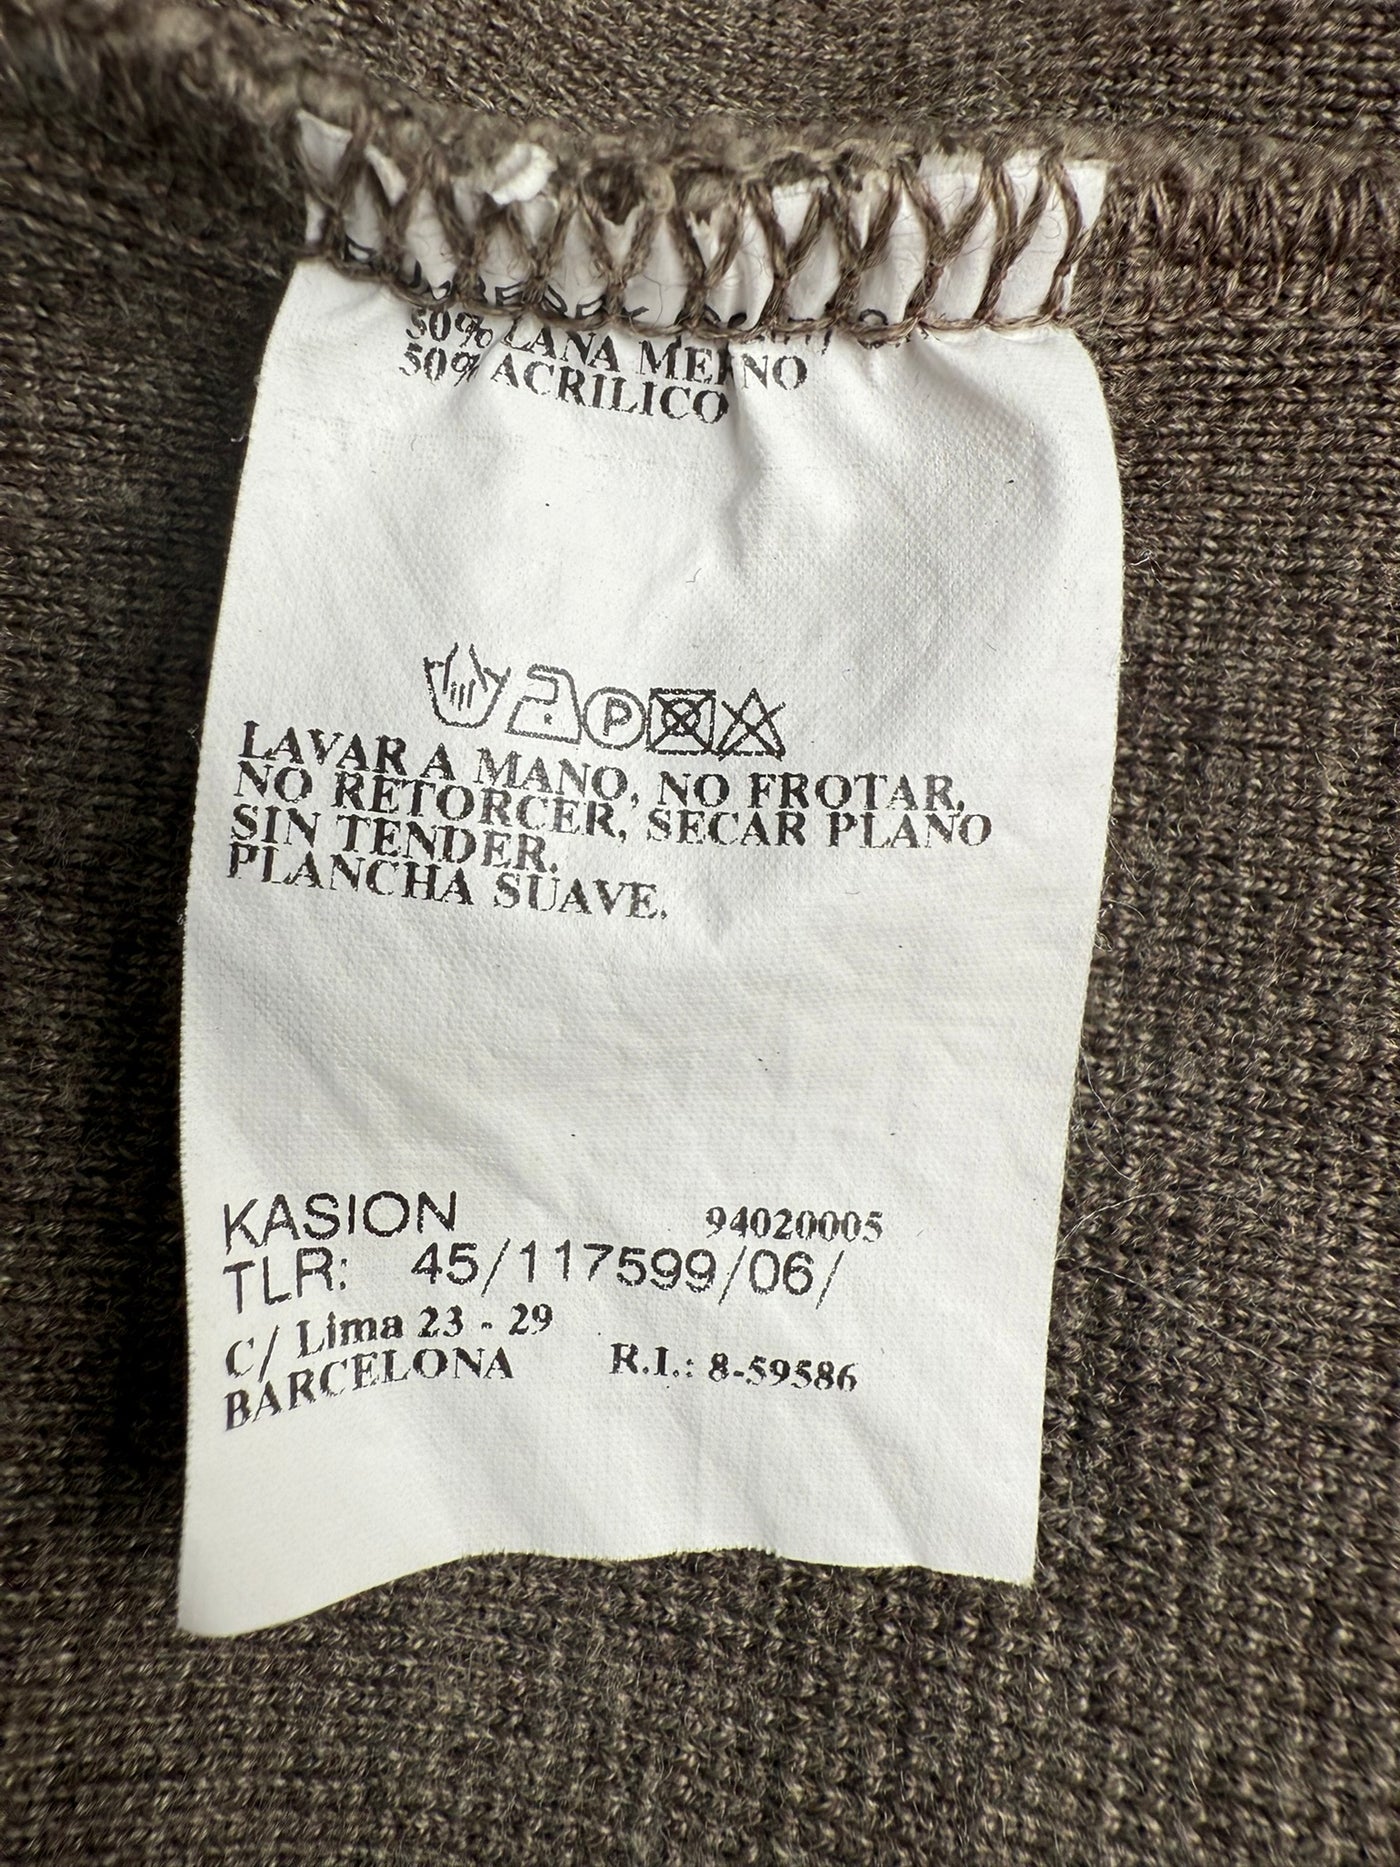 50% LANA MERINO
50% ACRILICO
P
LAVAR A MANO, NO FROTAR,
NO RETORCER, SECAR PLANO
SIN TENDER.
PLANCHA SUAVE.
KASION 94020005
TLR: 45/117599/06/
C/ Lima 23 - 29
BARCELONA R.I.: 8-59586